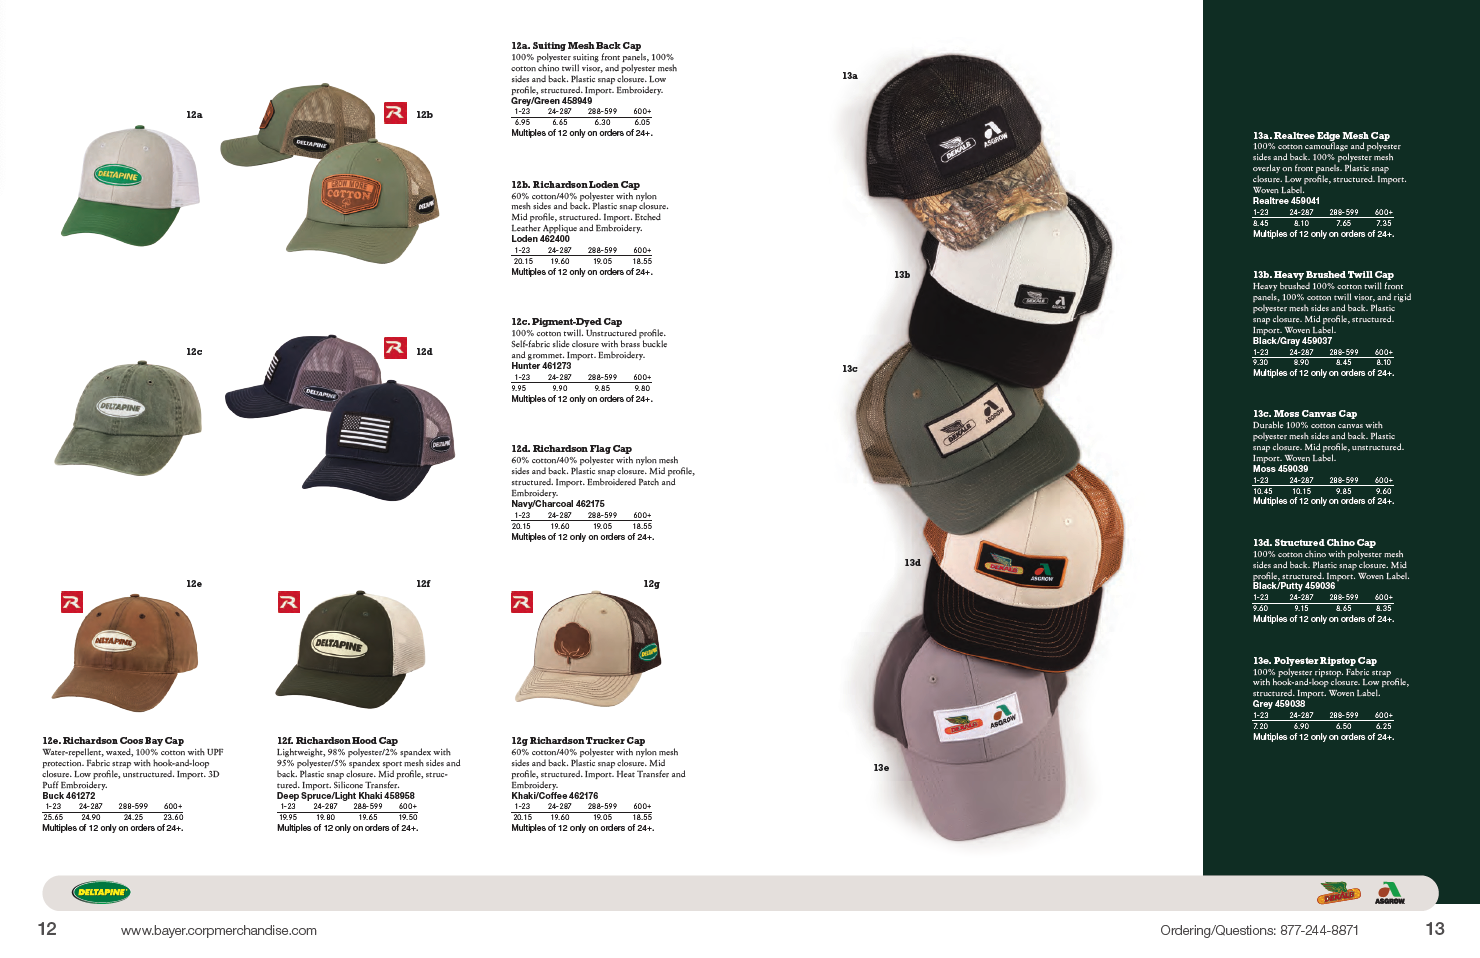 12a
12b
DELTAPINE
DELTAPINE
GROW MORE
COTTON
12a. Suiting Mesh Back Cap
100% polyester suiting front panels, 100%
cotton chino twill visor, and polyester mesh
sides and back. Plastic snap closure. Low
profile, structured. Import. Embroidery.
Grey/Green 458949
1-23 24-287 288-599 600+
6.95 6.65 6.30 6.05
Multiples of 12 only on orders of 24+.
12b. Richardson Loden Cap
60% cotton/40% polyester with nylon
mesh sides and back. Plastic snap closure.
Mid profile, structured. Import. Etched
Leather Applique and Embroidery.
Loden 462400
1-23 24-287 288-599 600+
20.15 19.60 19.05 18.55
Multiples of 12 only on orders of 24+.
12c
12d
DELTAPINE
DELTAPINE
12c. Pigment-Dyed Cap
100% cotton twill. Unstructured profile.
Self-fabric slide closure with brass buckle
and grommet. Import. Embroidery.
Hunter 461273
1-23 24-287 288-599 600+
9.95 9.90 9.85 9.80
Multiples of 12 only on orders of 24+.
12d. Richardson Flag Cap
60% cotton/40% polyester with nylon mesh
sides and back. Plastic snap closure. Mid profile,
structured. Import. Embroidered Patch and
Embroidery.
Navy/Charcoal 462175
1-23 24-287 288-599 600+
20.15 19.60 19.05 18.55
Multiples of 12 only on orders of 24+.
12e
12f
12g
DELTAPINE
DELTAPINE
DELTAPINE
12e. Richardson Coos Bay Cap
Water-repellent, waxed, 100% cotton with UPF
protection. Fabric strap with hook-and-loop
closure. Low profile, unstructured. Import. 3D
Puff Embroidery.
Buck 461272
1-23 24-287 288-599 600+
25.65 24.90 24.25 23.60
Multiples of 12 only on orders of 24+.
12f. Richardson Hood Cap
Lightweight, 98% polyester/2% spandex with
95% polyester/5% spandex sport mesh sides and
back. Plastic snap closure. Mid profile, struc-
tured. Import. Silicone Transfer.
Deep Spruce/Light Khaki 458958
1-23 24-287 288-599 600+
19.95 19.80 19.65 19.50
Multiples of 12 only on orders of 24+.
12g Richardson Trucker Cap
60% cotton/40% polyester with nylon mesh
sides and back. Plastic snap closure. Mid
profile, structured. Import. Heat Transfer and
Embroidery.
Khaki/Coffee 462176
1-23 24-287 288-599 600+
20.15 19.60 19.05 18.55
Multiples of 12 only on orders of 24+.
DELTAPINE
12
www.bayer.corpmerchandise.com
13a
DEKALB ASGROW
13b
DEKALB ASGROW
13c
DEKALB ASGROW
13d
DEKALB ASGROW
13e
DEKALB ASGROW
13a. Realtree Edge Mesh Cap
100% cotton camouflage and polyester
sides and back. 100% polyester mesh
overlay on front panels. Plastic snap
closure. Low profile, structured. Import.
Woven Label.
Realtree 459041
1-23 24-287 288-599 600+
8.45 8.10 7.65 7.35
Multiples of 12 only on orders of 24+.
13b. Heavy Brushed Twill Cap
Heavy brushed 100% cotton twill front
panels, 100% cotton twill visor, and rigid
polyester mesh sides and back. Plastic
snap closure. Mid profile, structured.
Import. Woven Label.
Black/Gray 459037
1-23 24-287 288-599 600+
9.30 8.90 8.45 8.10
Multiples of 12 only on orders of 24+.
13c. Moss Canvas Cap
Durable 100% cotton canvas with
polyester mesh sides and back. Plastic
snap closure. Mid profile, unstructured.
Import. Woven Label.
Moss 459039
1-23 24-287 288-599 600+
10.45 10.15 9.85 9.60
Multiples of 12 only on orders of 24+.
13d. Structured Chino Cap
100% cotton chino with polyester mesh
sides and back. Plastic snap closure. Mid
profile, structured. Import. Woven Label.
Black/Putty 459036
1-23 24-287 288-599 600+
9.60 9.15 8.65 8.35
Multiples of 12 only on orders of 24+.
13e. Polyester Ripstop Cap
100% polyester ripstop. Fabric strap
with hook-and-loop closure. Low profile,
structured. Import. Woven Label.
Grey 459038
1-23 24-287 288-599 600+
7.20 6.90 6.50 6.25
Multiples of 12 only on orders of 24+.
DEKALB ASGROW
Ordering/Questions: 877-244-8871
13